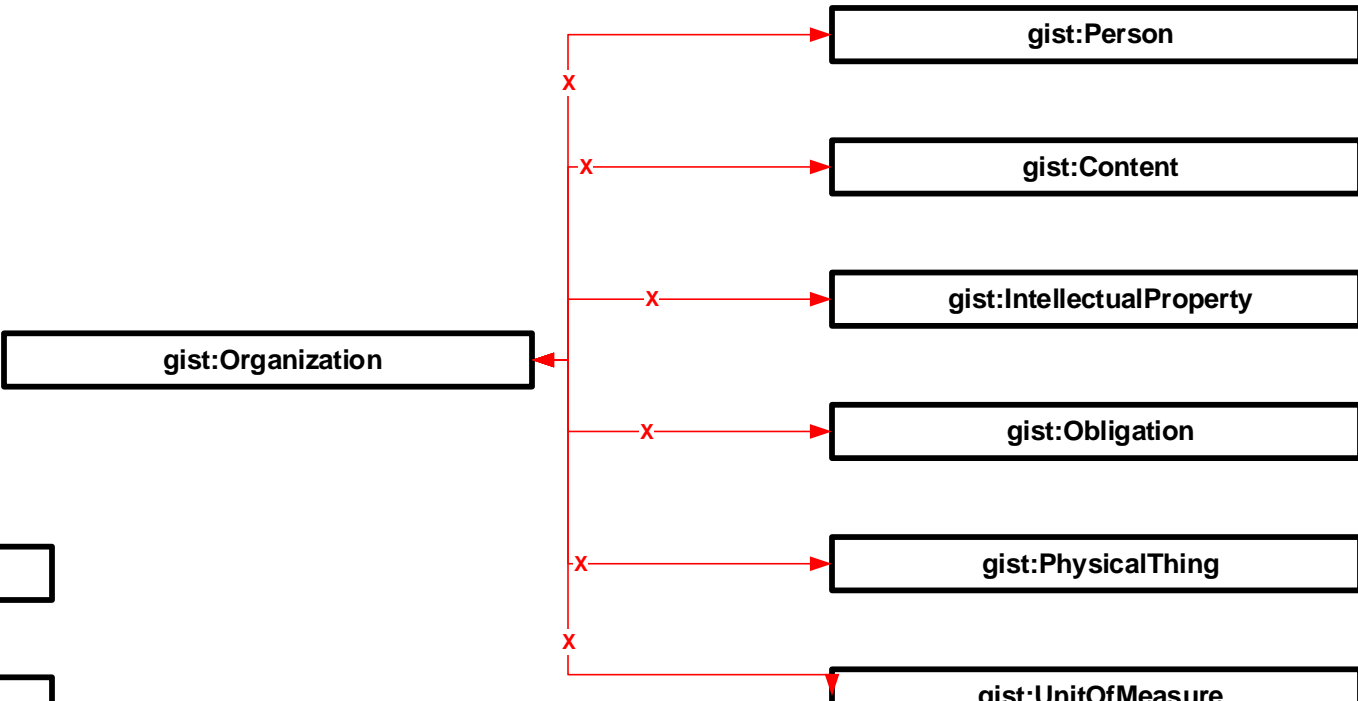 gist:Person
X
X
gist:Content
X
gist:IntellectualProperty
gist:Organization
X
gist:Obligation
X
gist:PhysicalThing
X
gist:UnitOfMeasure